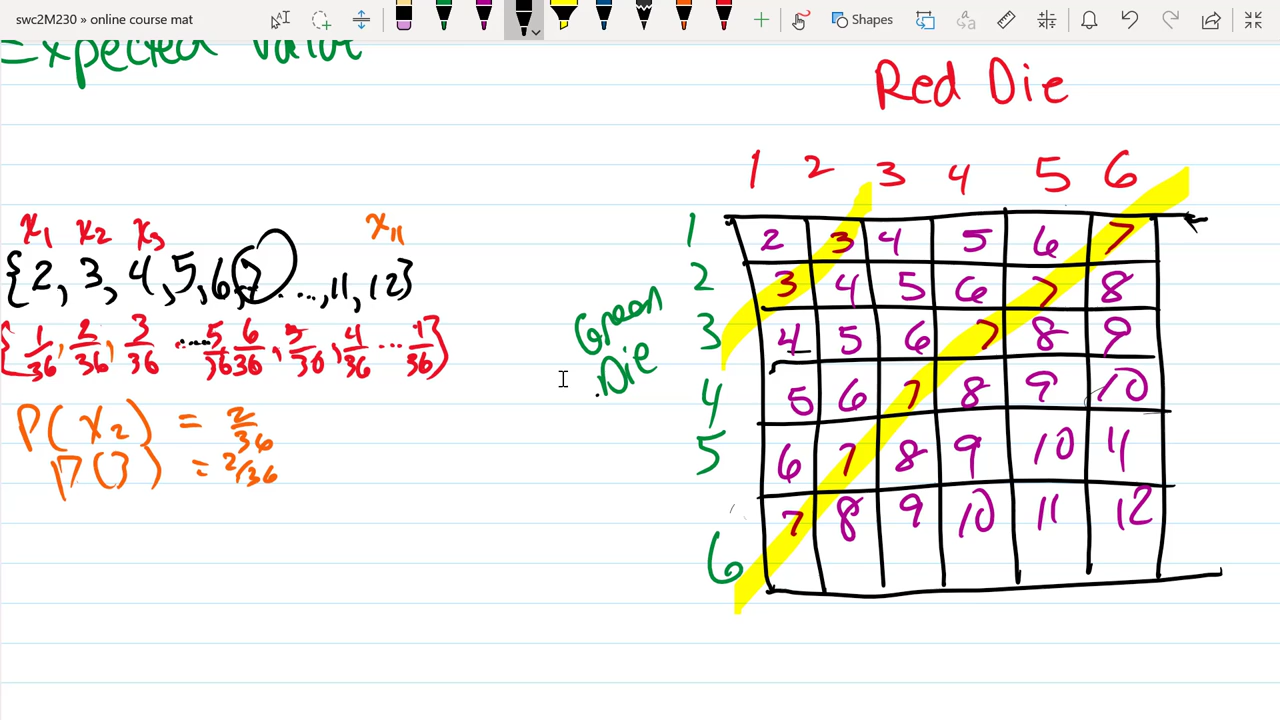 swc2M230 » online course mat
Shapes
= Expected Value
Red Die
1 2 3 4 5 6
x₁ x₂ x₃ x₁₁
{2, 3, 4, 5, 6, 7 ...., 11, 12}
{1/36, 2/36, 3/36 ..... 5/36 6/36, 5/36, 4/36 ... 1/36}
P(x₂) = 2/36
P(3) = 2/36
Green
Die
1 2 3 4 5 6 7
2 3 4 5 6 7 8
3 4 5 6 7 8 9
4 5 6 7 8 9 10
5 6 7 8 9 10 11
6 7 8 9 10 11 12